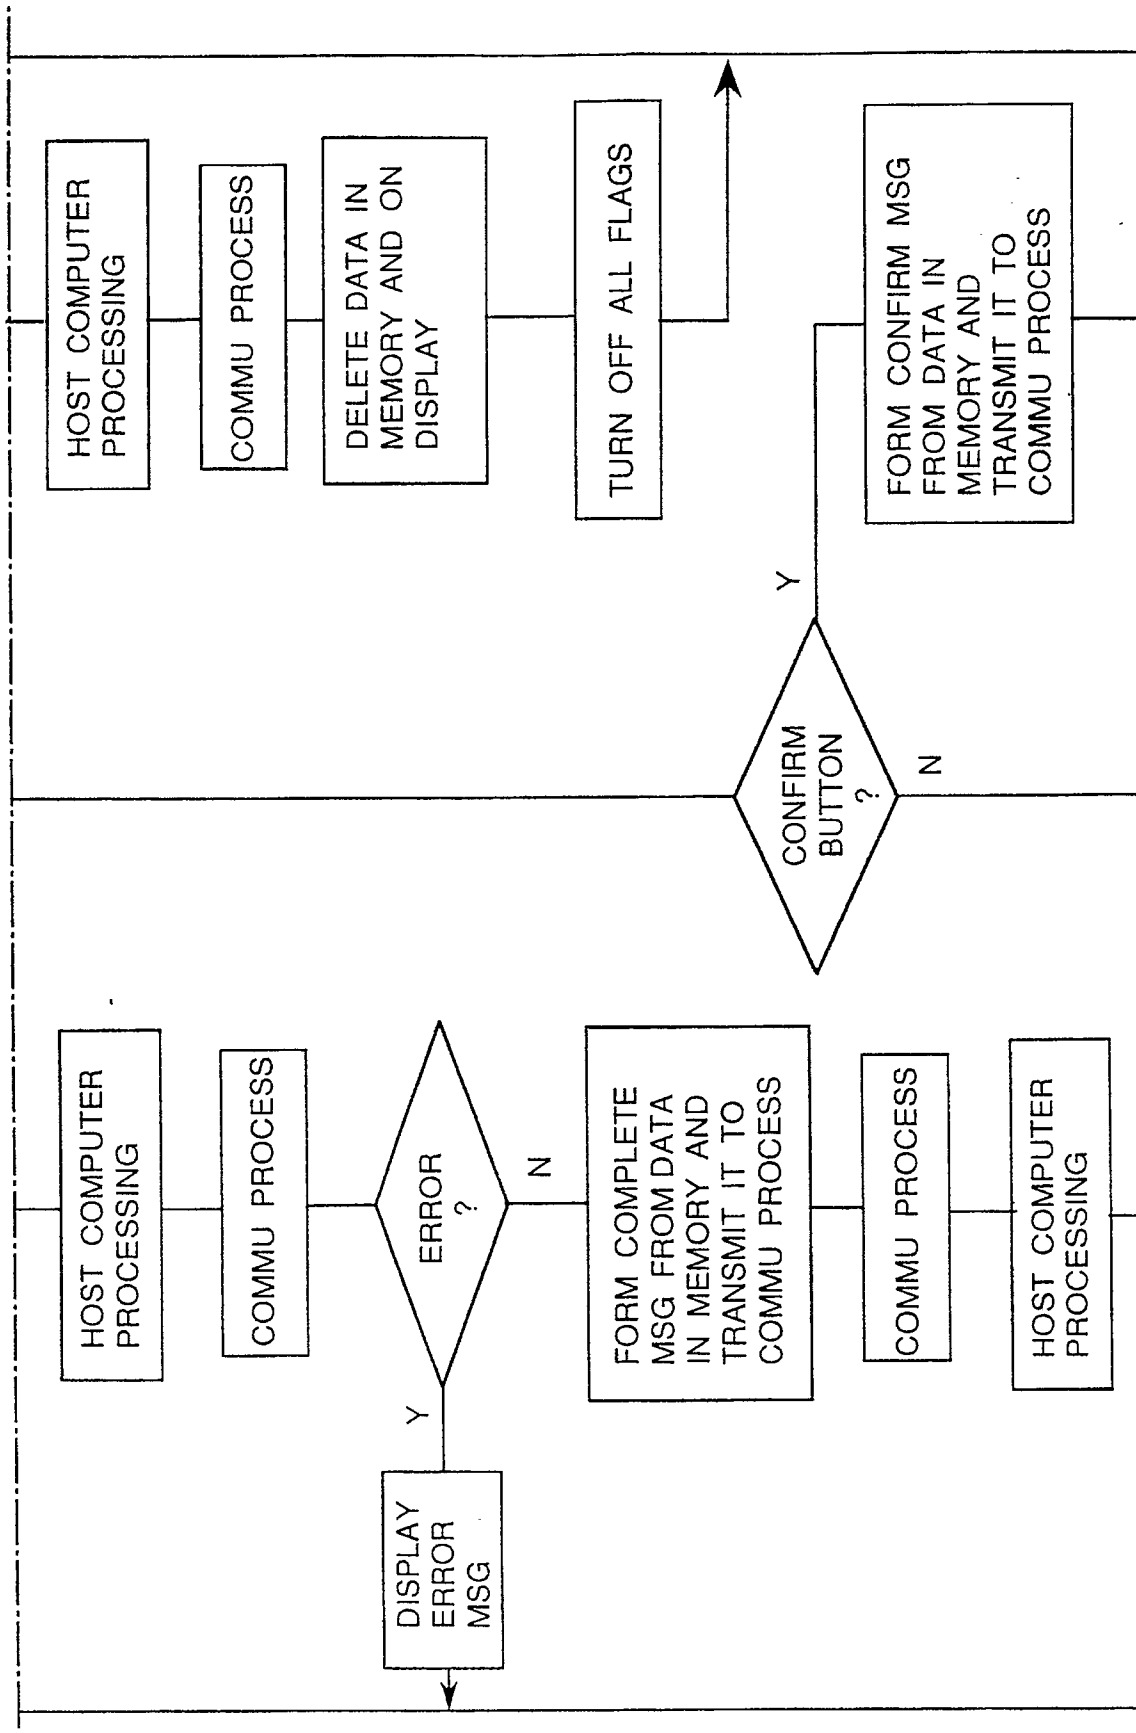 HOST COMPUTER
PROCESSING
COMMU PROCESS
ERROR
?
Y
DISPLAY
ERROR
MSG
N
FORM COMPLETE
MSG FROM DATA
IN MEMORY AND
TRANSMIT IT TO
COMMU PROCESS
COMMU PROCESS
HOST COMPUTER
PROCESSING
CONFIRM
BUTTON
?
Y
N
HOST COMPUTER
PROCESSING
COMMU PROCESS
DELETE DATA IN
MEMORY AND ON
DISPLAY
TURN OFF ALL FLAGS
FORM CONFIRM MSG
FROM DATA IN
MEMORY AND
TRANSMIT IT TO
COMMU PROCESS